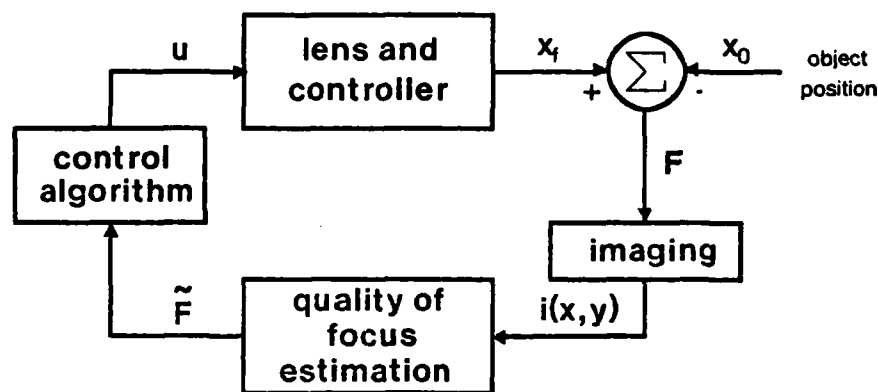 u
lens and
controller
x_f
Σ
+
-
x_0
object
position
control
algorithm
F
imaging
F̃
quality of
focus
estimation
i(x,y)